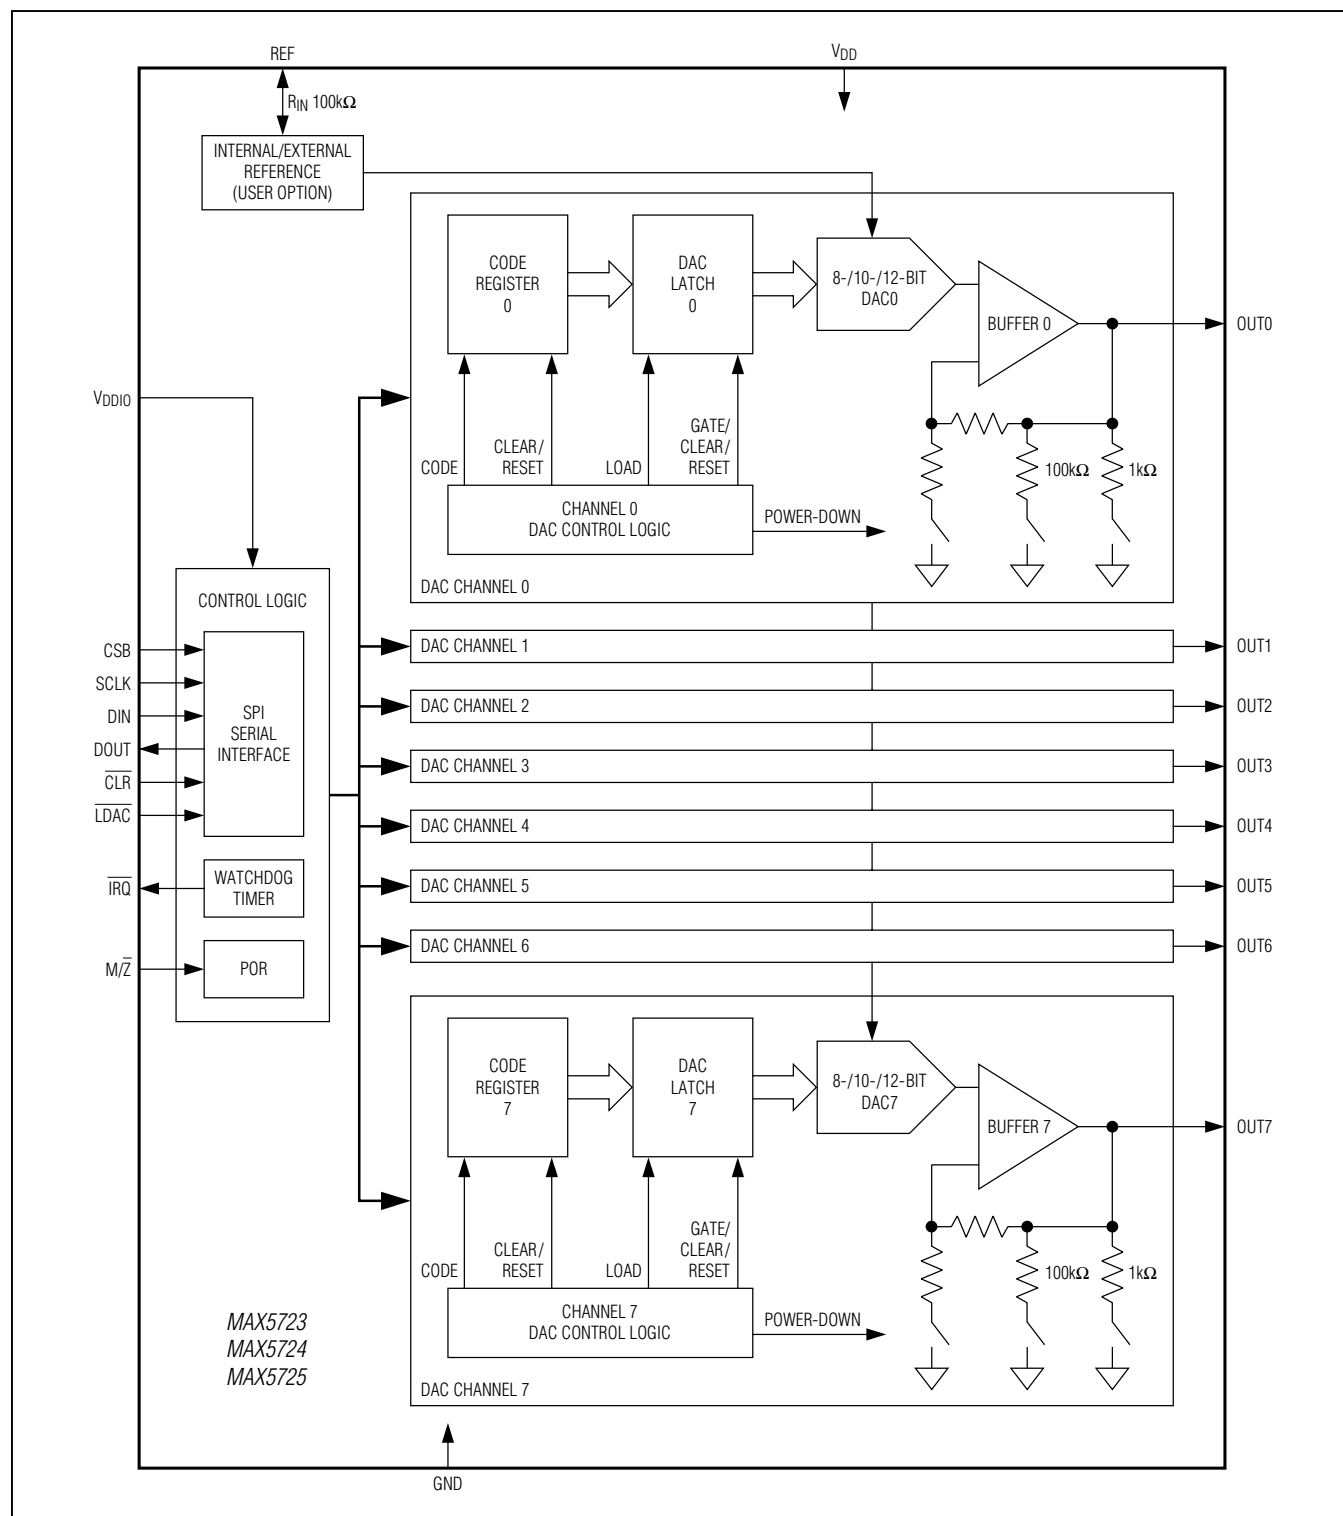 REF
VDD
RIN 100kΩ
INTERNAL/EXTERNAL
REFERENCE
(USER OPTION)
CODE
REGISTER
0
DAC
LATCH
0
8-/10-/12-BIT
DAC0
BUFFER 0
OUT0
VDDIO
CODE
CLEAR/
RESET
LOAD
GATE/
CLEAR/
RESET
100kΩ
1kΩ
CHANNEL 0
DAC CONTROL LOGIC
POWER-DOWN
DAC CHANNEL 0
CONTROL LOGIC
CSB
SCLK
DIN
DOUT
CLR
LDAC
SPI
SERIAL
INTERFACE
IRQ
WATCHDOG
TIMER
M/Z
POR
DAC CHANNEL 1
OUT1
DAC CHANNEL 2
OUT2
DAC CHANNEL 3
OUT3
DAC CHANNEL 4
OUT4
DAC CHANNEL 5
OUT5
DAC CHANNEL 6
OUT6
CODE
REGISTER
7
DAC
LATCH
7
8-/10-/12-BIT
DAC7
BUFFER 7
OUT7
CODE
CLEAR/
RESET
LOAD
GATE/
CLEAR/
RESET
100kΩ
1kΩ
CHANNEL 7
DAC CONTROL LOGIC
POWER-DOWN
DAC CHANNEL 7
MAX5723
MAX5724
MAX5725
GND